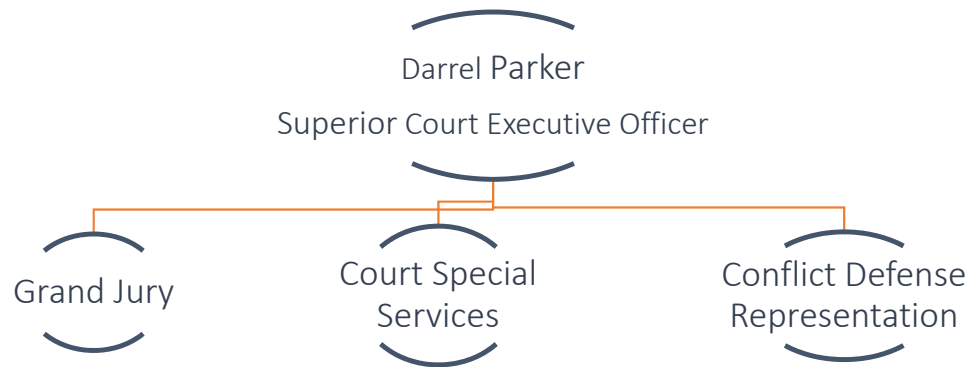 Darrel Parker
Superior Court Executive Officer
Grand Jury
Court Special
Services
Conflict Defense
Representation